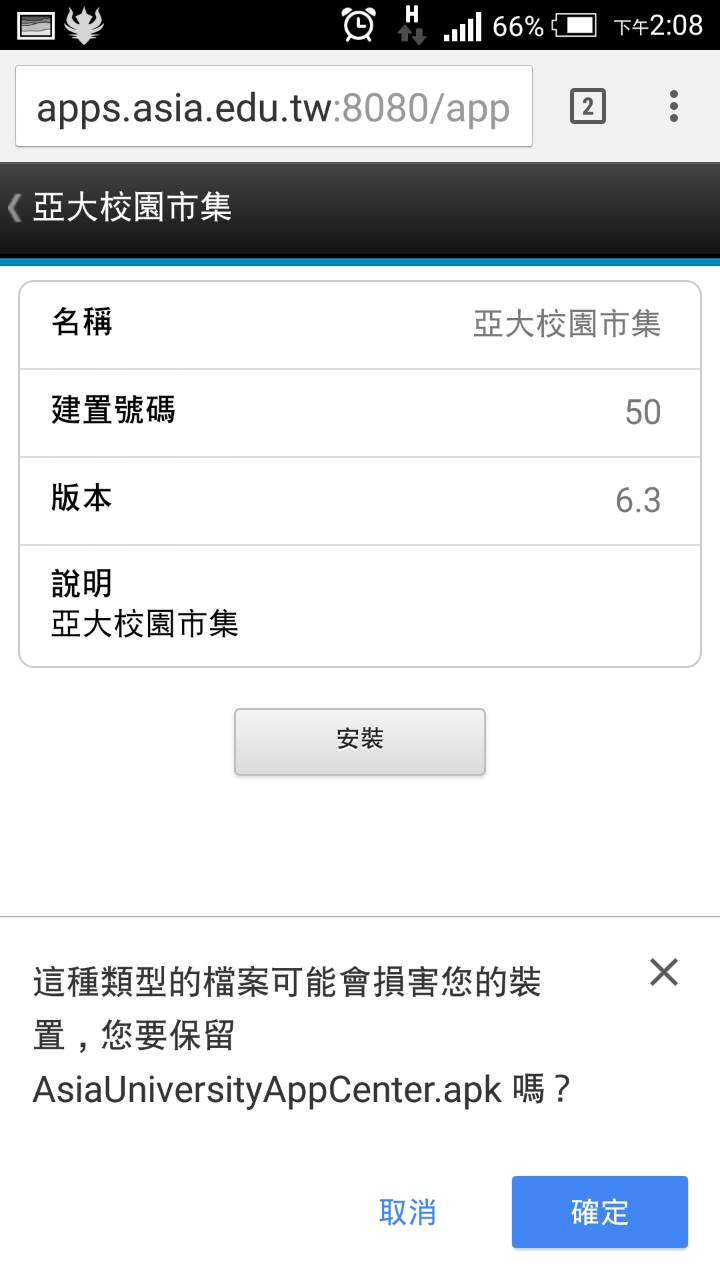 H 66% 下午2:08
apps.asia.edu.tw:8080/app 2
亞大校園市集
名稱 亞大校園市集
建置號碼 50
版本 6.3
說明
亞大校園市集
安裝
這種類型的檔案可能會損害您的裝
置，您要保留
AsiaUniversityAppCenter.apk 嗎？
取消 確定